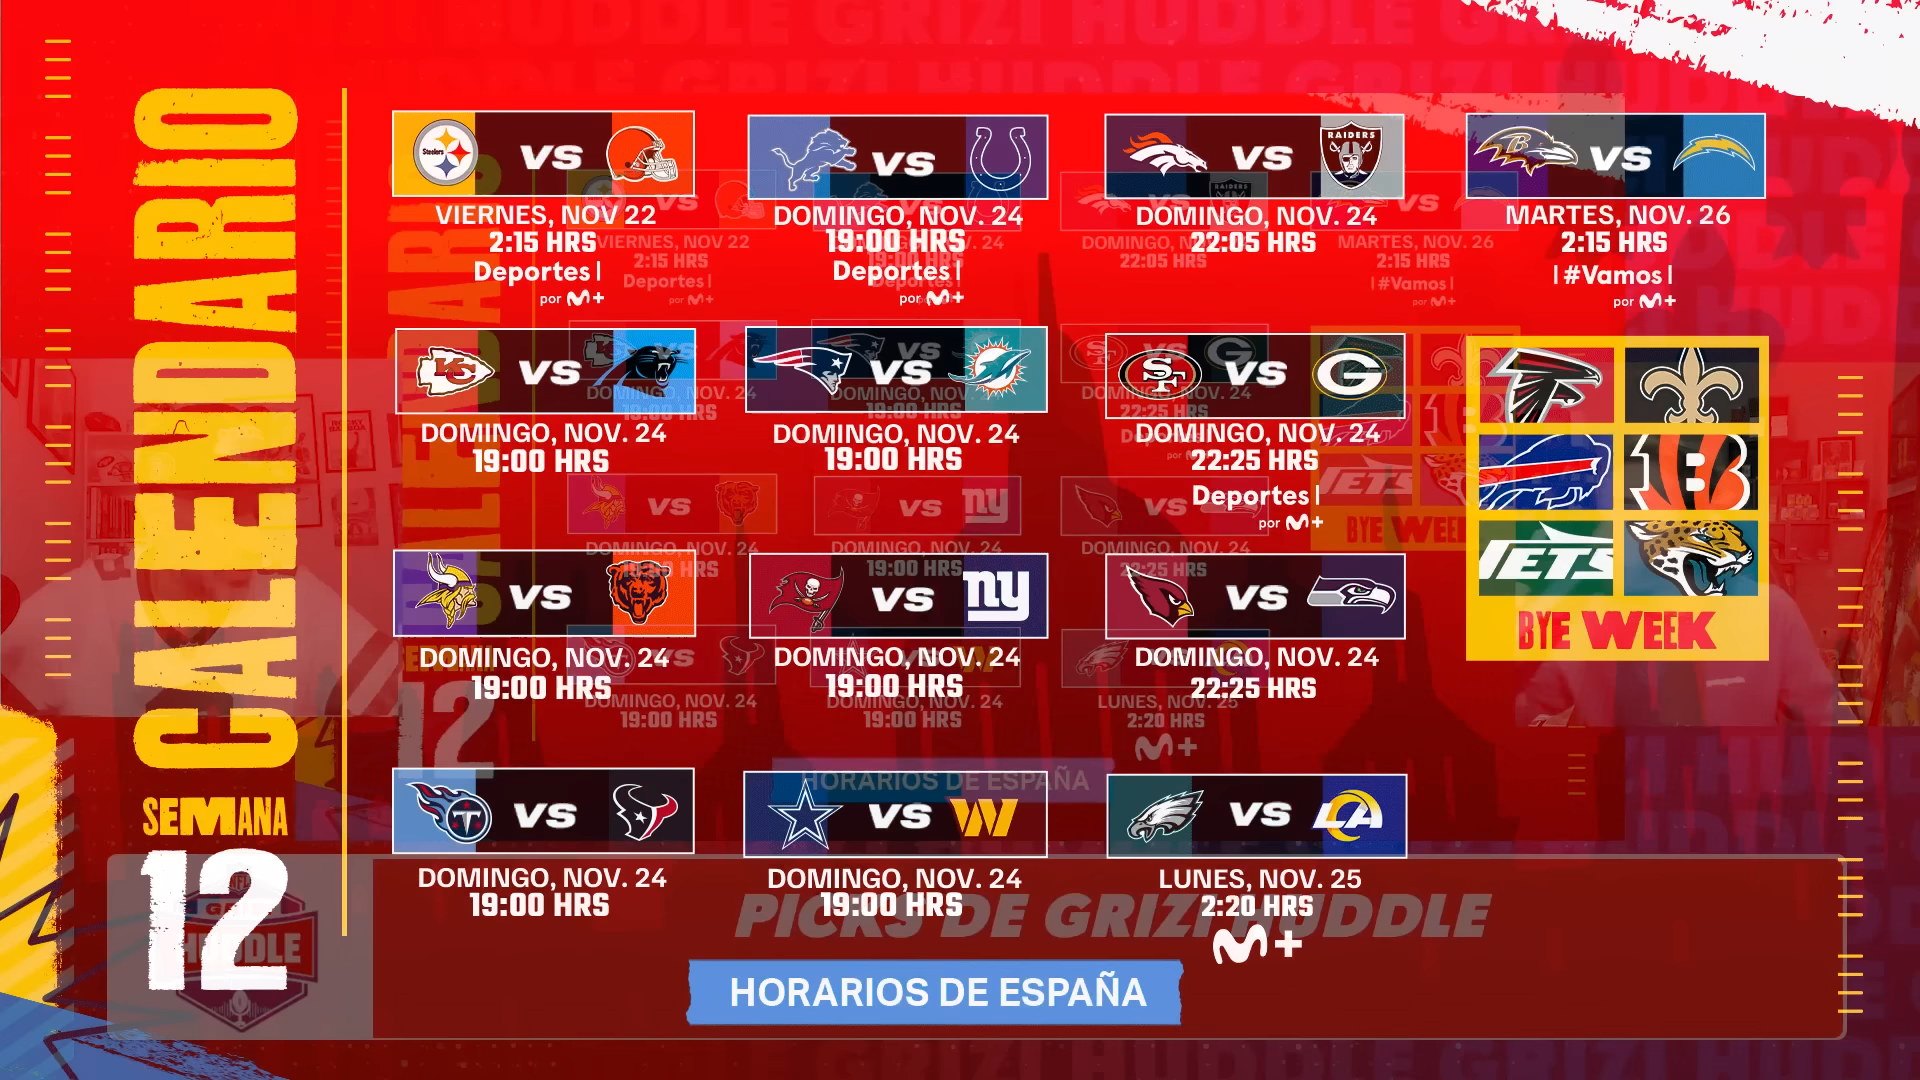 CALENDARIO
SEMANA
12
Steelers
VS
VIERNES, NOV 22
2:15 HRS
Deportes|
por M+
VS
DOMINGO, NOV. 24
19:00 HRS
Deportes|
por M+
VS
RAIDERS
DOMINGO, NOV. 24
22:05 HRS
VS
MARTES, NOV. 26
2:15 HRS
|#Vamos|
por M+
KC
VS
DOMINGO, NOV. 24
19:00 HRS
VS
DOMINGO, NOV. 24
19:00 HRS
SF
VS
G
DOMINGO, NOV. 24
22:25 HRS
Deportes|
por M+
B
JETS
BYE WEEK
VS
DOMINGO, NOV. 24
19:00 HRS
VS
ny
DOMINGO, NOV. 24
19:00 HRS
VS
DOMINGO, NOV. 24
22:25 HRS
T
VS
DOMINGO, NOV. 24
19:00 HRS
VS
W
DOMINGO, NOV. 24
19:00 HRS
VS
LA
LUNES, NOV. 25
2:20 HRS
M+
PICKS DE GRIZI HUDDLE
HORARIOS DE ESPAÑA